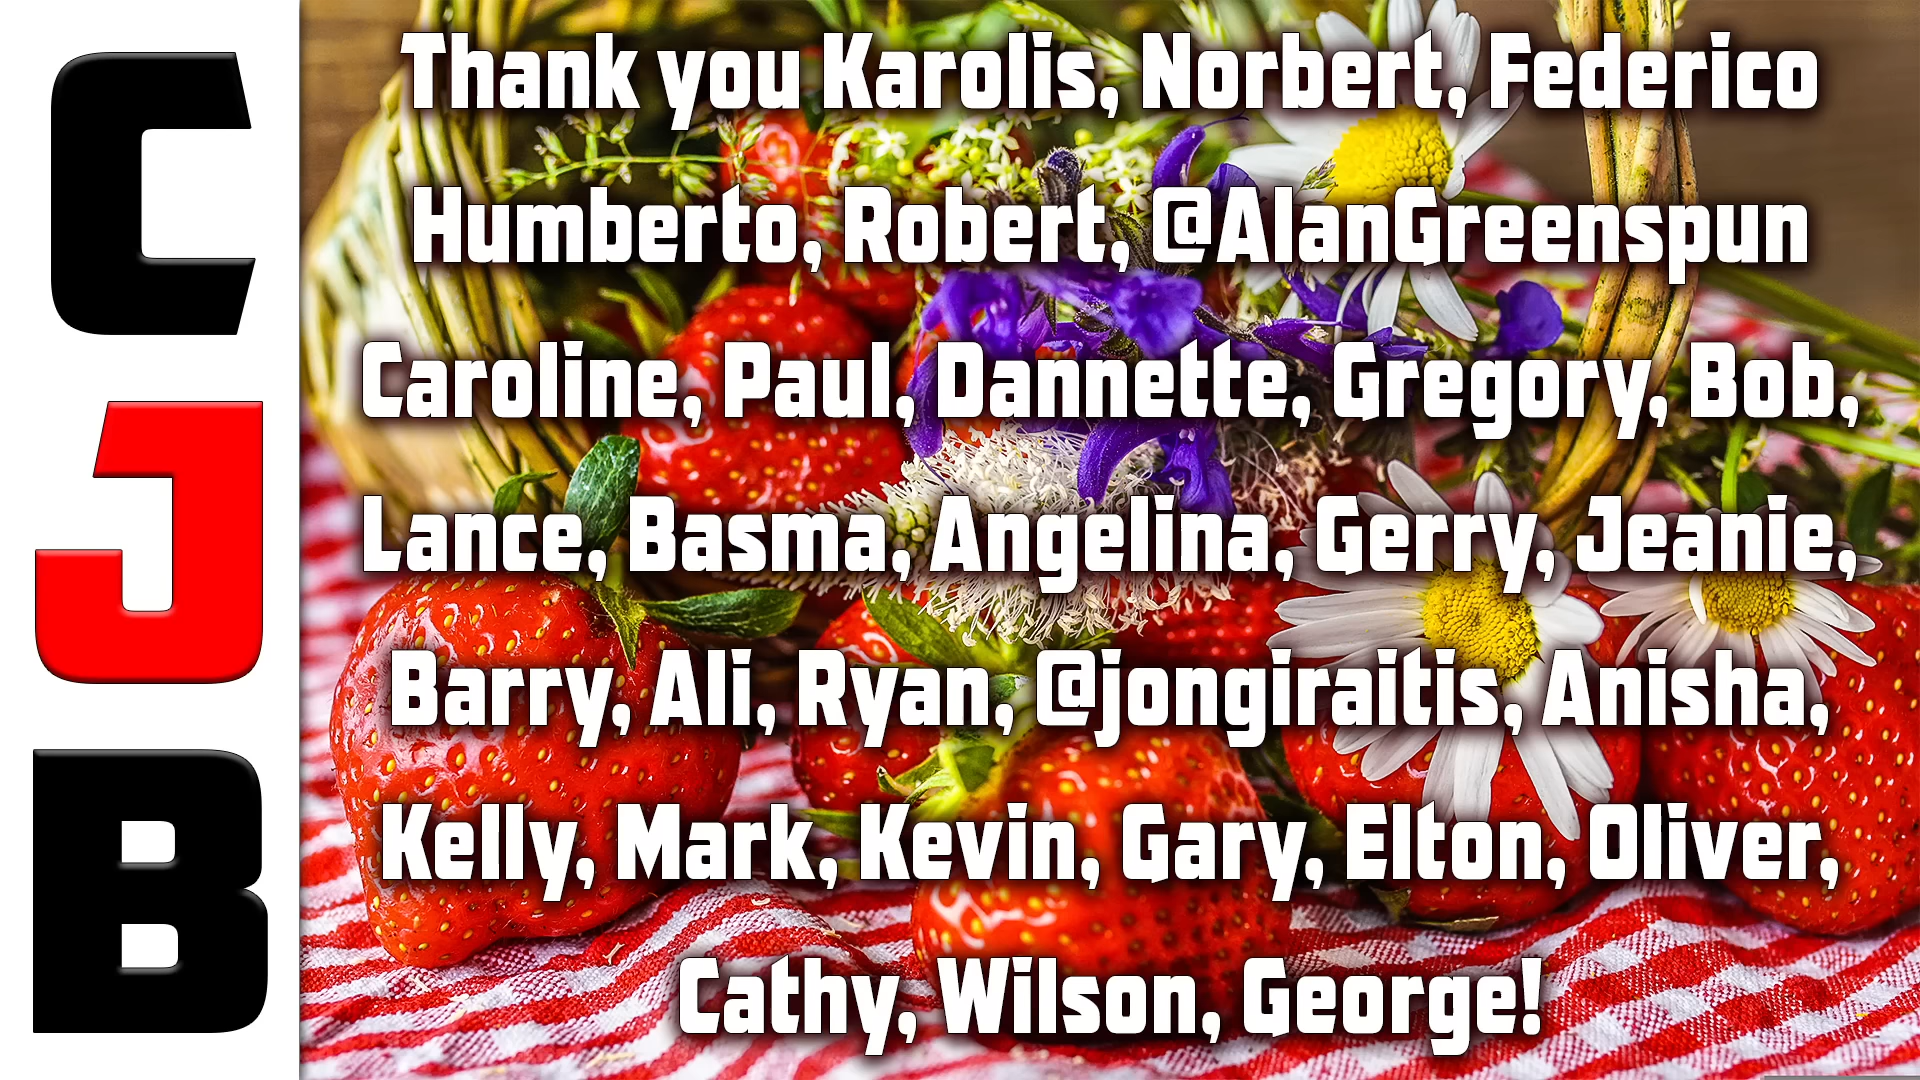 C
J
B
Thank you Karolis, Norbert, Federico
Humberto, Robert, @AlanGreenspun
Caroline, Paul, Dannette, Gregory, Bob,
Lance, Basma, Angelina, Gerry, Jeanie,
Barry, Ali, Ryan, @jongiraitis, Anisha,
Kelly, Mark, Kevin, Gary, Elton, Oliver,
Cathy, Wilson, George!